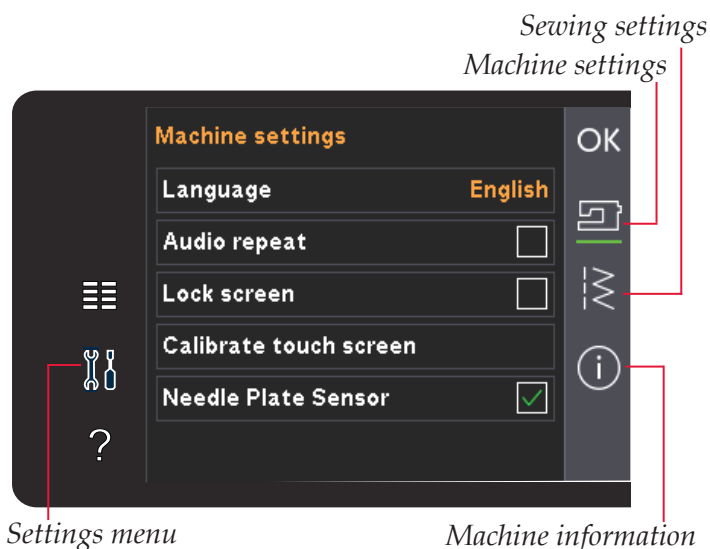 Sewing settings
Machine settings
Machine settings
OK
Language English
Audio repeat
Lock screen
Calibrate touch screen
Needle Plate Sensor
?
i
Settings menu
Machine information